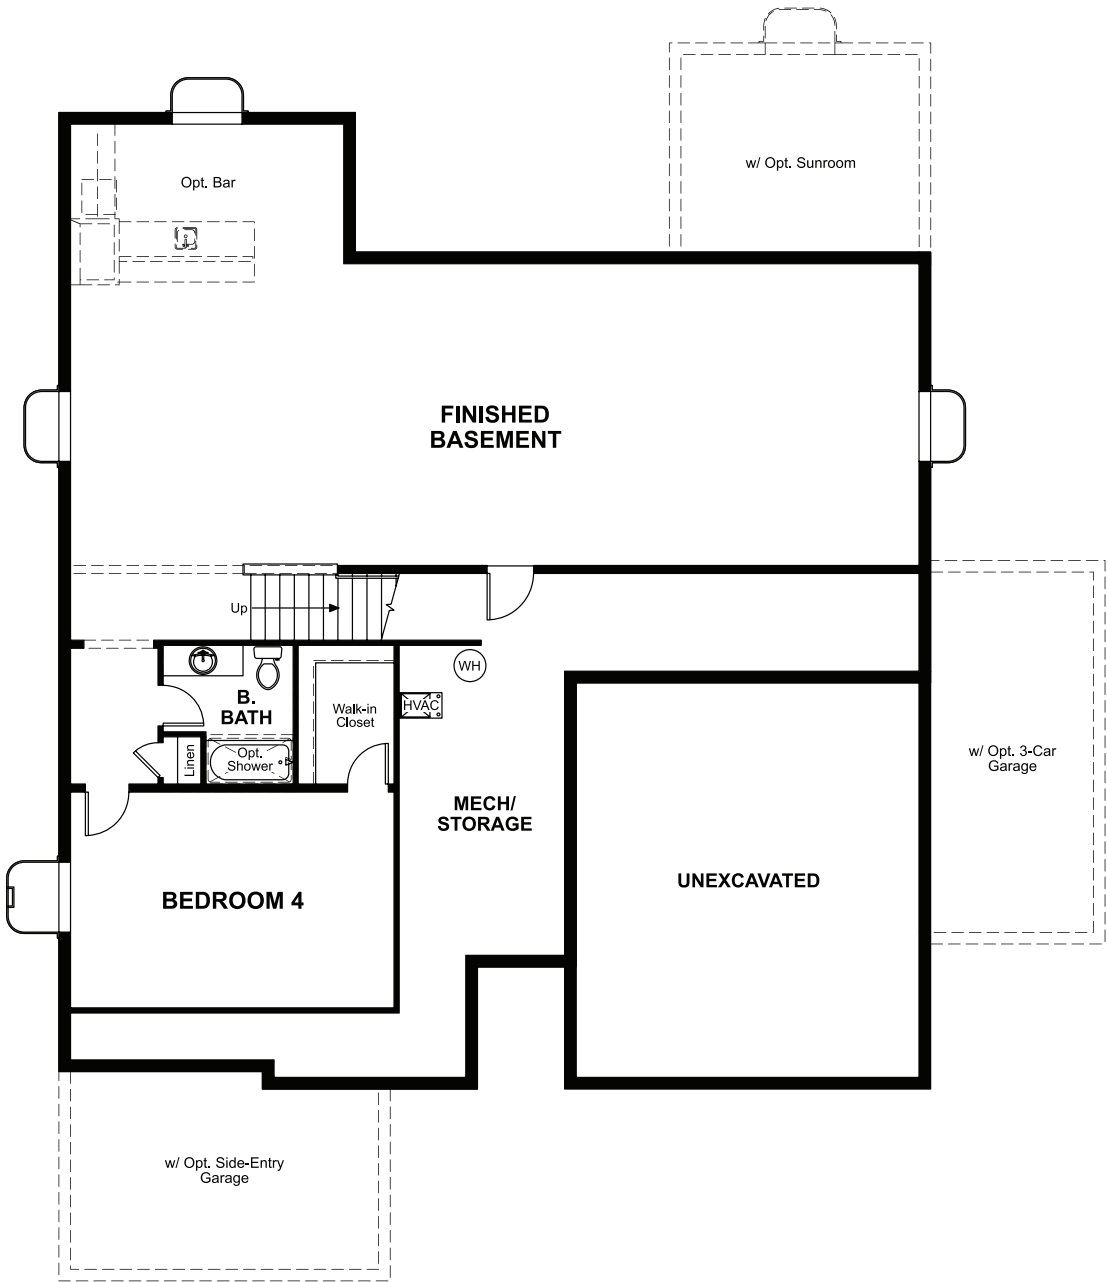 w/ Opt. Sunroom
Opt. Bar
FINISHED
BASEMENT
Up
WH
B.
BATH
Walk-in
Closet
HVAC
Linen
Opt.
Shower
w/ Opt. 3-Car
Garage
MECH/
STORAGE
UNEXCAVATED
BEDROOM 4
w/ Opt. Side-Entry
Garage